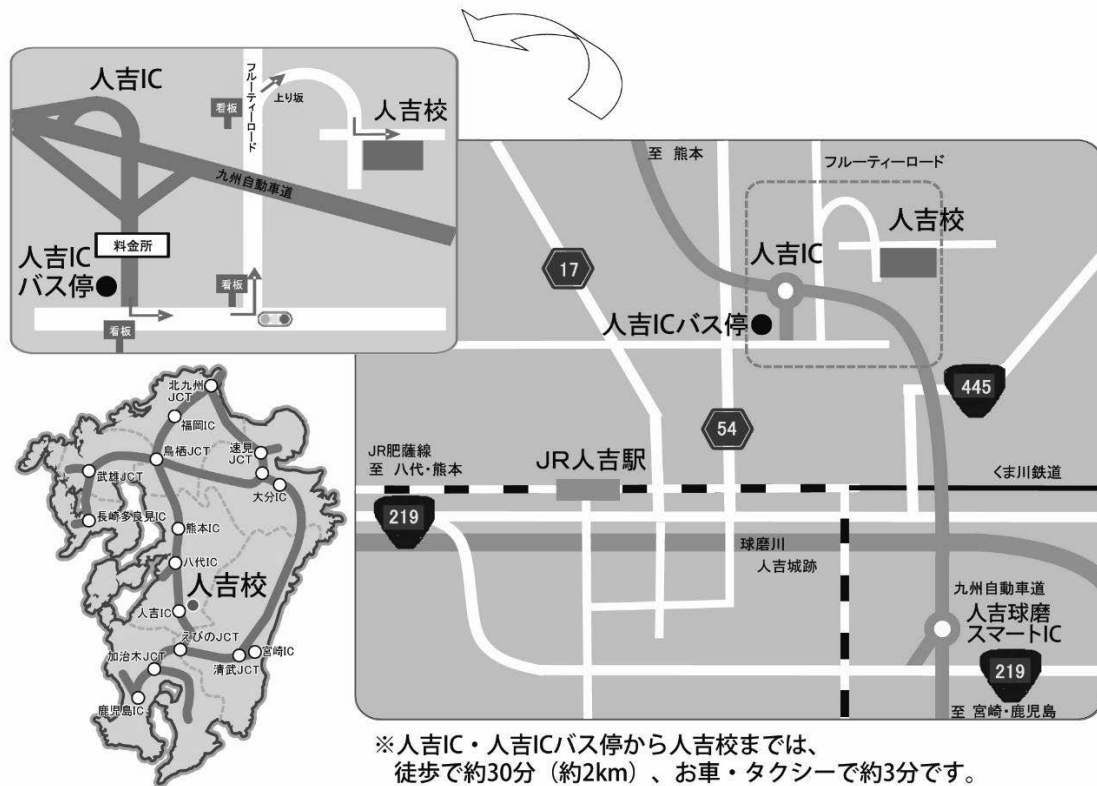 人吉IC
看板
フルーティーロード
上り坂
人吉校
九州自動車道
料金所
人吉IC
バス停
看板
看板
至 熊本
フルーティーロード
人吉校
人吉IC
17
人吉ICバス停
445
54
JR肥薩線
至 八代・熊本
JR人吉駅
くま川鉄道
219
球磨川
人吉城跡
九州自動車道
人吉球磨
スマートIC
219
至 宮崎・鹿児島
北九州
JCT
福岡IC
鳥栖JCT
速見
JCT
武雄JCT
大分IC
長崎多良見IC
熊本IC
八代IC
人吉校
人吉IC
えびのJCT
加治木JCT
宮崎IC
清武JCT
鹿児島IC
※人吉IC・人吉ICバス停から人吉校までは、
徒歩で約30分（約2km）、お車・タクシーで約3分です。